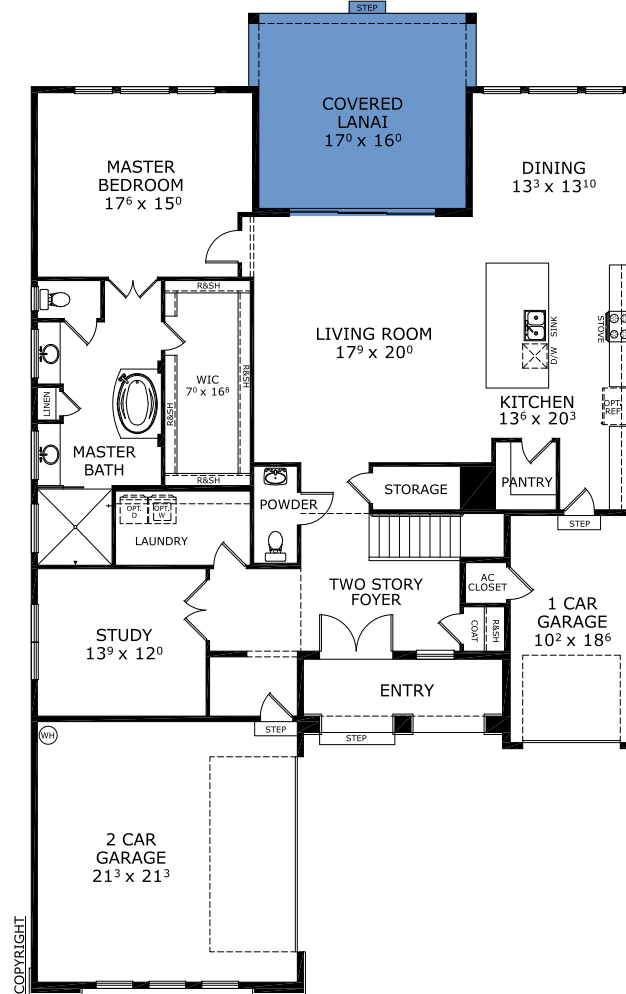 STEP
COVERED
LANAI
17⁰ x 16⁰
MASTER
BEDROOM
17⁶ x 15⁰
DINING
13³ x 13¹⁰
R&SH
LIVING ROOM
17⁹ x 20⁰
SINK
D/W
STOVE
WIC
7⁰ x 16⁸
R&SH
R&SH
R&SH
LINEN
KITCHEN
13⁶ x 20³
OPT.
REF
MASTER
BATH
PANTRY
STORAGE
POWDER
OPT.
D
OPT.
W
LAUNDRY
STEP
TWO STORY
FOYER
AC
CLOSET
COAT
R&SH
1 CAR
GARAGE
10² x 18⁶
STUDY
13⁹ x 12⁰
ENTRY
STEP
STEP
WH
2 CAR
GARAGE
21³ x 21³
COPYRIGHT